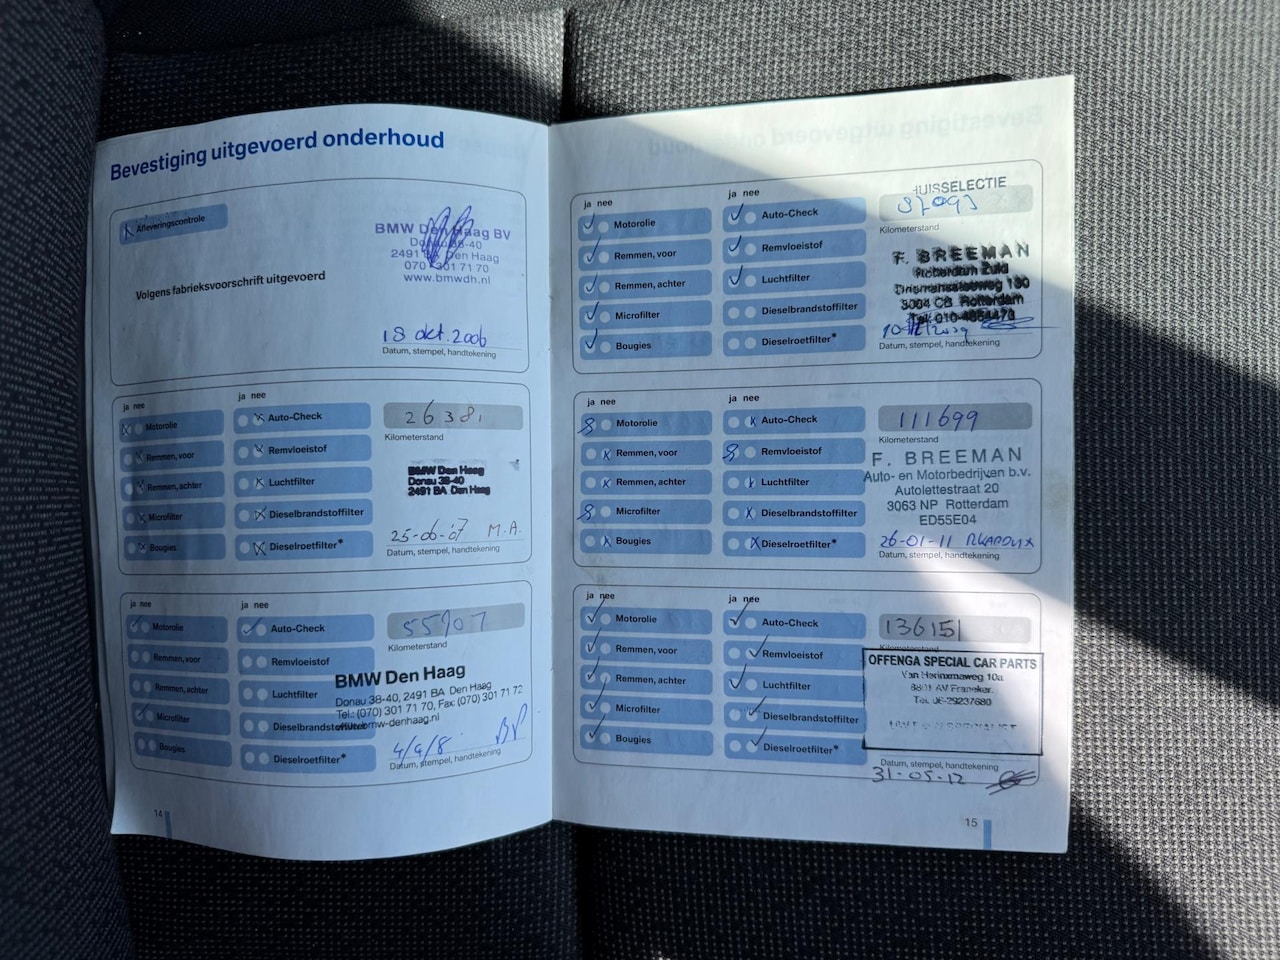 Bevestiging uitgevoerd onderhoud
Afleveringscontrole
Volgens fabrieksvoorschrift uitgevoerd
BMW Den Haag BV
Donau 38-40
2491 BA Den Haag
070 - 301 71 70
www.bmwdh.nl
18 okt. 2006
Datum, stempel, handtekening
ja nee
ja nee
Motorolie
Remmen, voor
Remmen, achter
Microfilter
Bougies
Auto-Check
Remvloeistof
Luchtfilter
Dieselbrandstoffilter
Dieselroetfilter*
Kilometerstand
BMW Den Haag
Donau 38-40
2491 BA Den Haag
25-06-'07 M.A.
Datum, stempel, handtekening
ja nee
ja nee
Motorolie
Remmen, voor
Remmen, achter
Microfilter
Bougies
Auto-Check
Remvloeistof
Luchtfilter
Dieselbrandstoffilter
Dieselroetfilter*
Kilometerstand
BMW Den Haag
Donau 38-40, 2491 BA Den Haag
Tel.: (070) 301 71 70, Fax: (070) 301 71 72
Datum, stempel, handtekening
14
ja nee
ja nee
Motorolie
Remmen, voor
Remmen, achter
Microfilter
Bougies
Auto-Check
Remvloeistof
Luchtfilter
Dieselbrandstoffilter
Dieselroetfilter*
Kilometerstand
F. BREEMAN
Rotterdam Zuid
3084 CB Rotterdam
Datum, stempel, handtekening
ja nee
ja nee
Motorolie
Remmen, voor
Remmen, achter
Microfilter
Bougies
Auto-Check
Remvloeistof
Luchtfilter
Dieselbrandstoffilter
Dieselroetfilter*
111699
Kilometerstand
F. BREEMAN
Auto- en Motorbedrijven b.v.
Autolettestraat 20
3063 NP Rotterdam
ED55E04
26-01-11
Datum, stempel, handtekening
ja nee
ja nee
Motorolie
Remmen, voor
Remmen, achter
Microfilter
Bougies
Auto-Check
Remvloeistof
Luchtfilter
Dieselbrandstoffilter
Dieselroetfilter*
136151
Kilometerstand
OFFENGA SPECIAL CAR PARTS
Van Harinxmaweg 10a
8801 AV Franeker
Tel. 06-29237680
Datum, stempel, handtekening
31-05-12
15